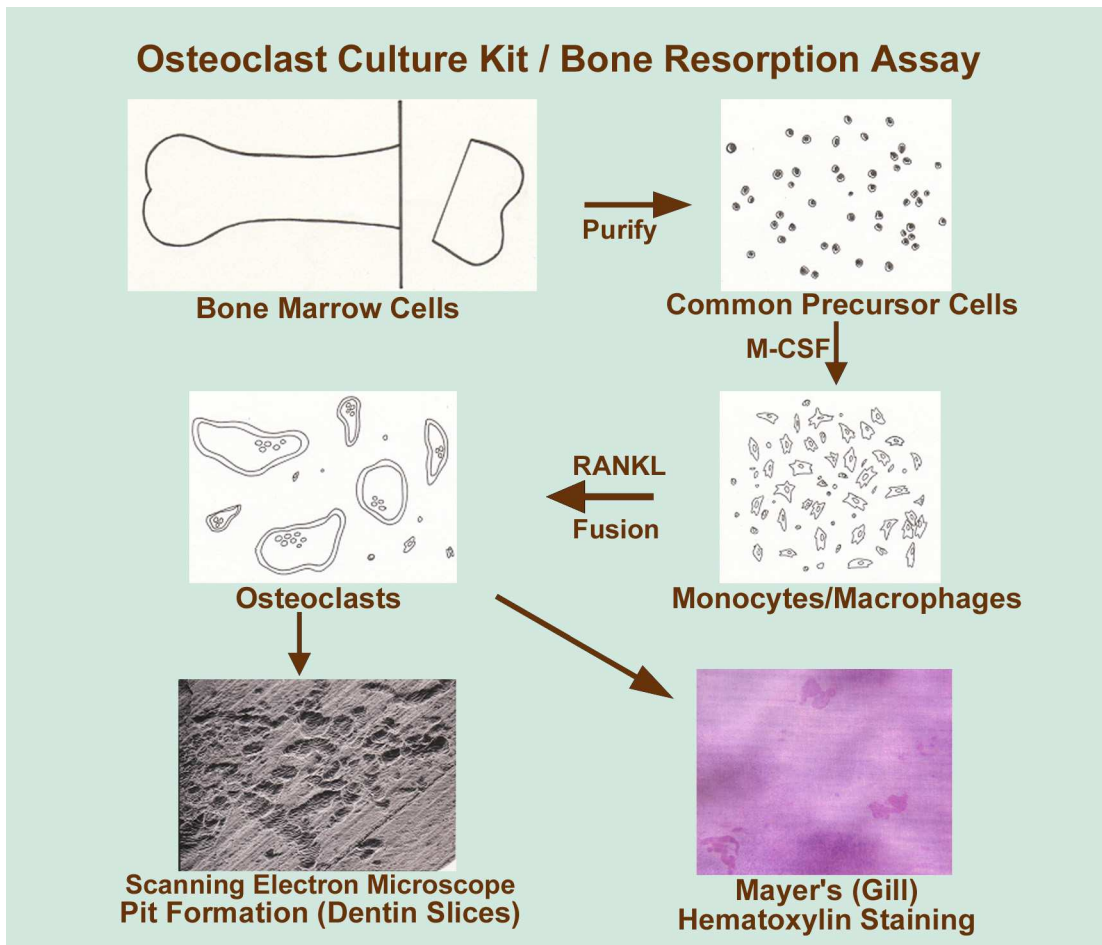 Osteoclast Culture Kit / Bone Resorption Assay
Bone Marrow Cells
Purify
Common Precursor Cells
M-CSF
Monocytes/Macrophages
RANKL
Fusion
Osteoclasts
Scanning Electron Microscope
Pit Formation (Dentin Slices)
Mayer's (Gill)
Hematoxylin Staining